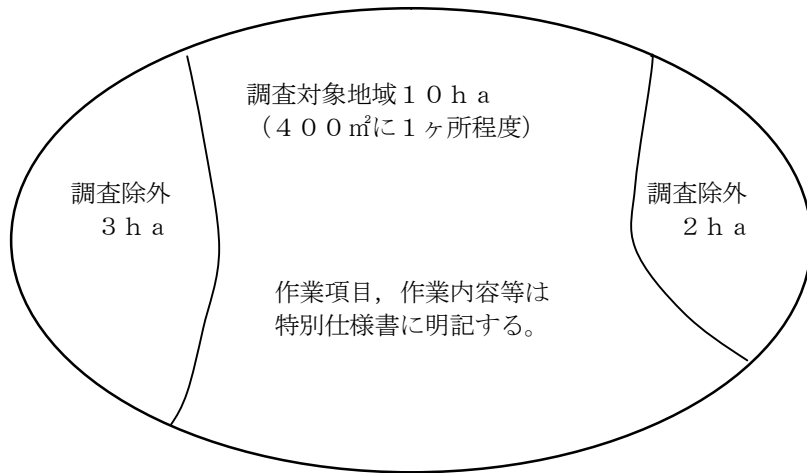 調査対象地域１０ｈａ
（４００㎡に１ヶ所程度）
調査除外
３ｈａ
調査除外
２ｈａ
作業項目，作業内容等は
特別仕様書に明記する。